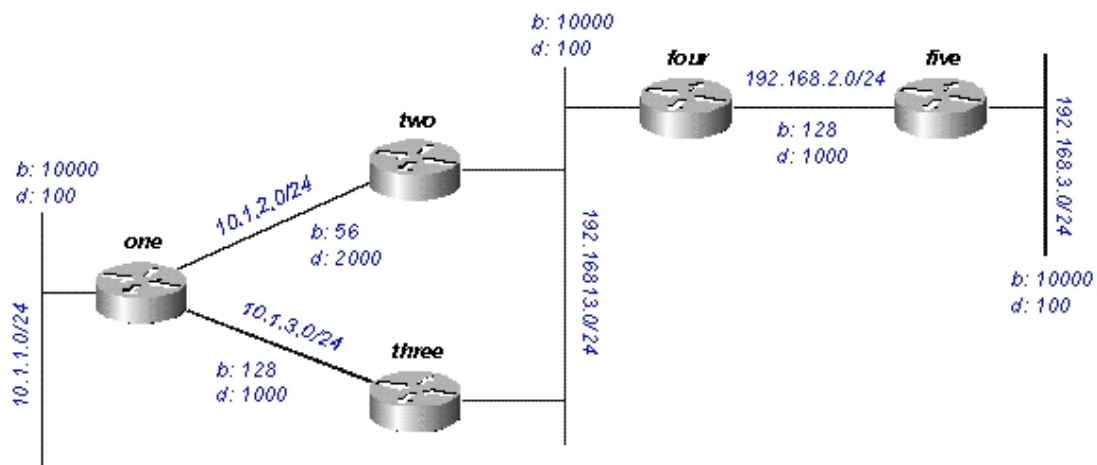 b: 10000
d: 100
four
192.168.2.0/24
five
b: 128
d: 1000
192.168.3.0/24
b: 10000
d: 100
two
b: 10000
d: 100
10.1.2.0/24
b: 56
d: 2000
192.16813.0/24
one
10.1.1.0/24
10.1.3.0/24
b: 128
d: 1000
three